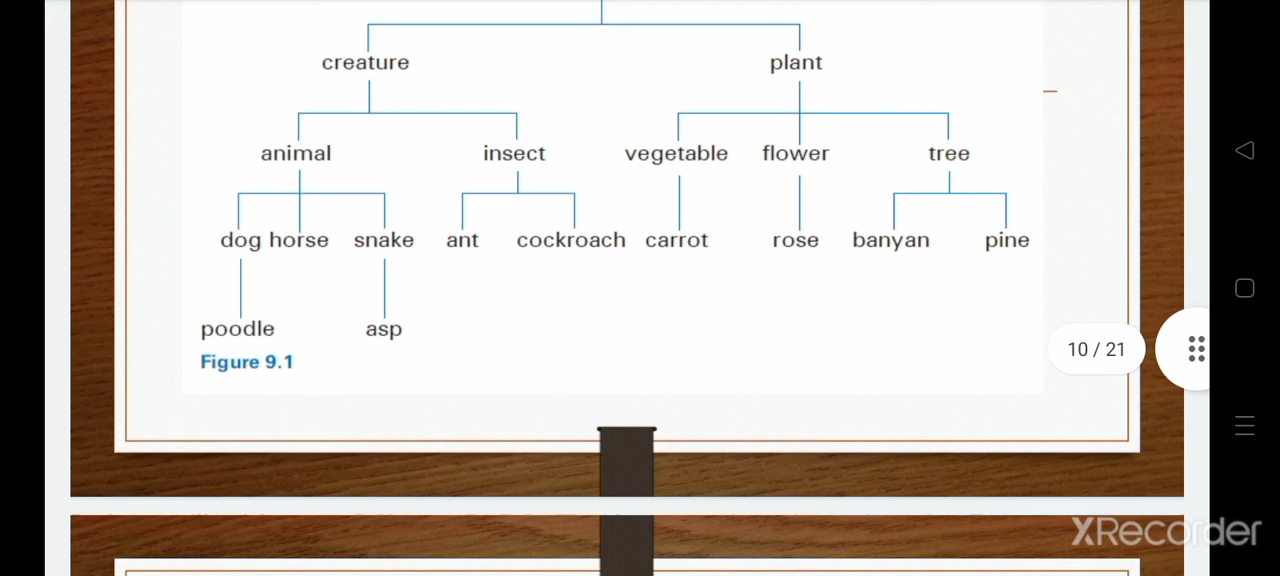 creature plant
animal insect vegetable flower tree
dog horse snake ant cockroach carrot rose banyan pine
poodle asp
Figure 9.1
10 / 21
XRecorder